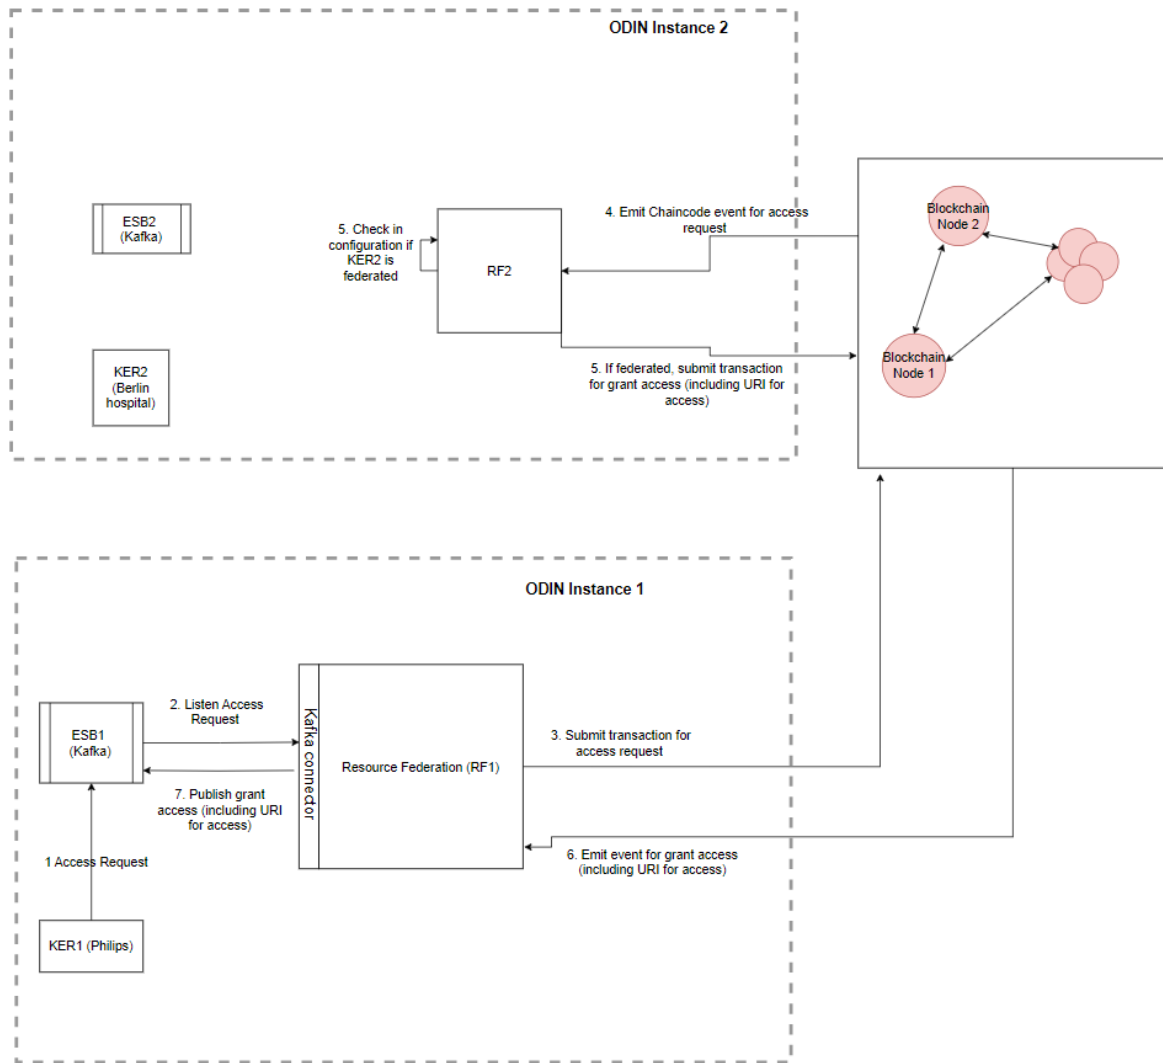 ODIN Instance 2
ESB2
(Kafka)
5. Check in
configuration if
KER2 is
federated
RF2
4. Emit Chaincode event for access
request
Blockchain
Node 2
KER2
(Berlin
hospital)
5. If federated, submit transaction
for grant access (including URI for
access)
Blockchain
Node 1
ODIN Instance 1
ESB1
(Kafka)
2. Listen Access
Request
Kafka connector
Resource Federation (RF1)
3. Submit transaction for
access request
7. Publish grant
access (including URI
for access)
1 Access Request
6. Emit event for grant access
(including URI for access)
KER1 (Philips)